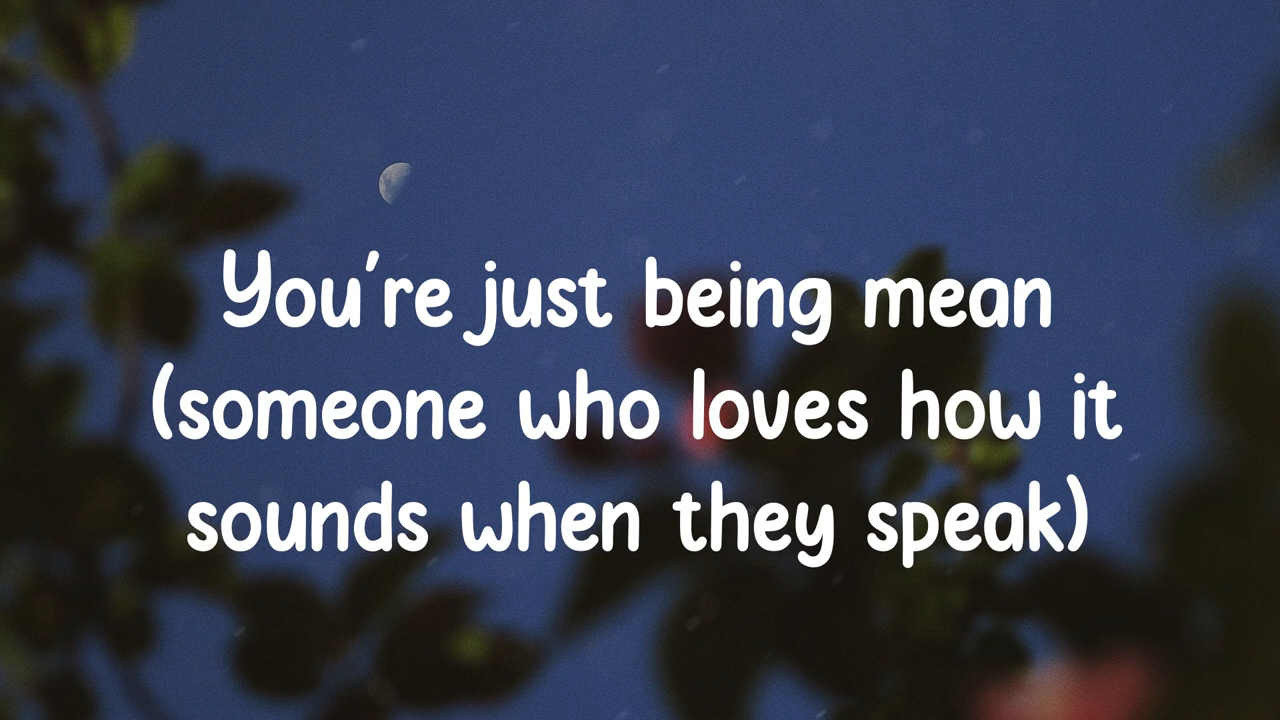 You're just being mean
(someone who loves how it
sounds when they speak)